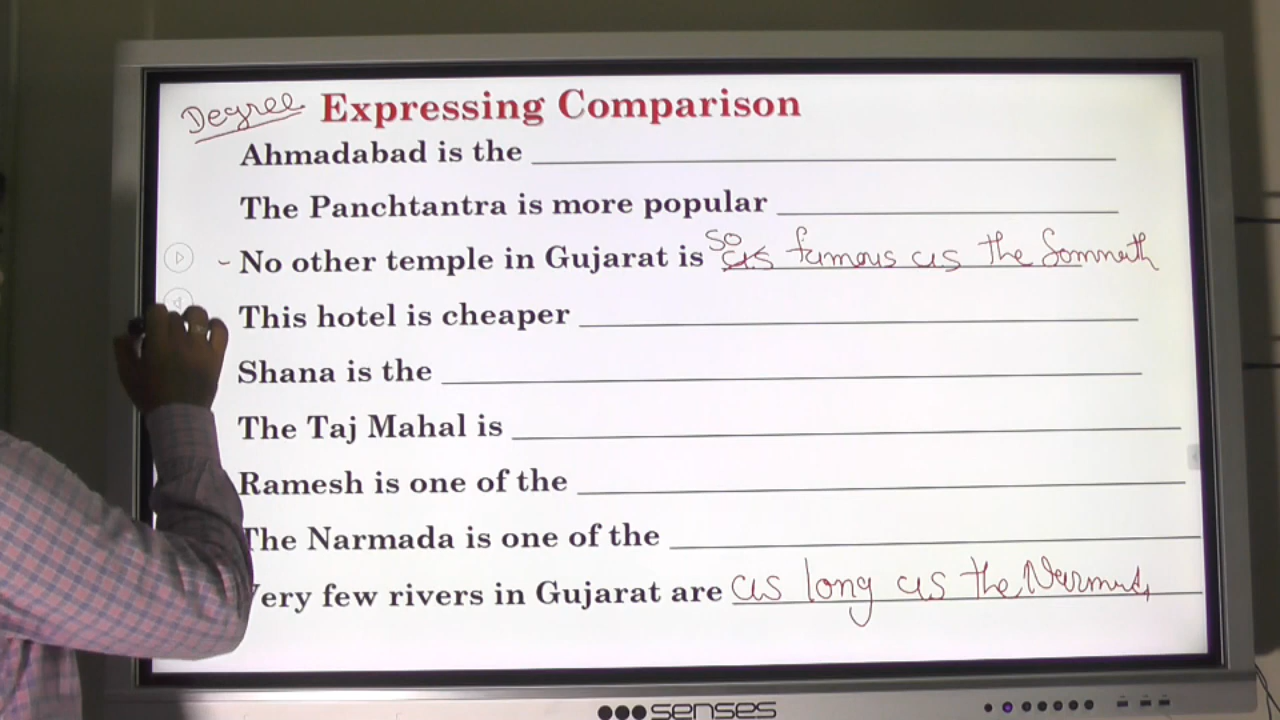 Degree Expressing Comparison
Ahmadabad is the
The Panchtantra is more popular
No other temple in Gujarat is so as famous as the Somnath
This hotel is cheaper
Shana is the
The Taj Mahal is
Ramesh is one of the
The Narmada is one of the
Very few rivers in Gujarat are as long as the Narmada
senses